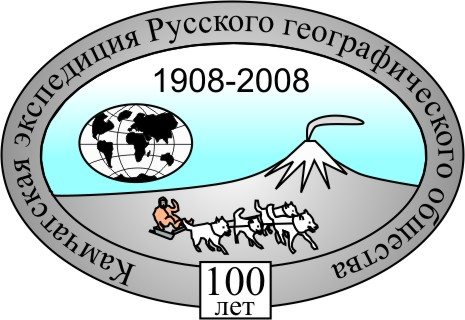 Камчатская экспедиция Русского географического общества
1908-2008
100
лет